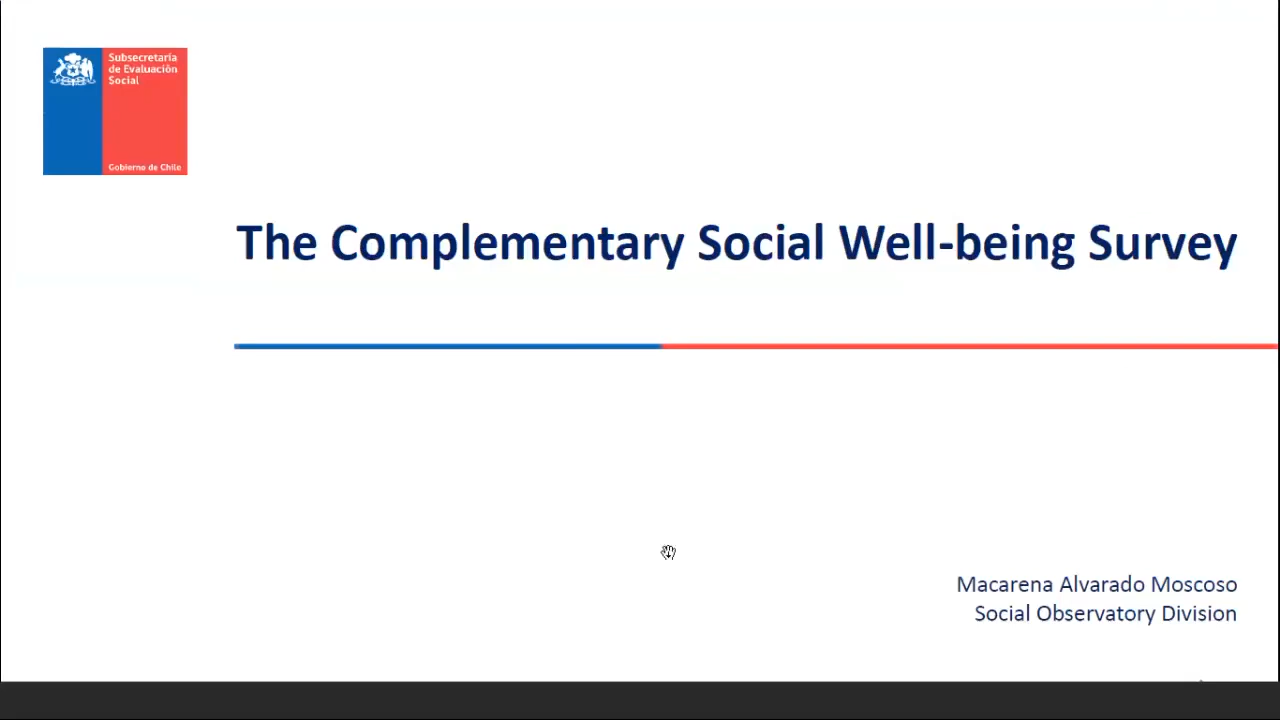 Subsecretaría
de Evaluación
Social
Gobierno de Chile
The Complementary Social Well-being Survey
Macarena Alvarado Moscoso
Social Observatory Division